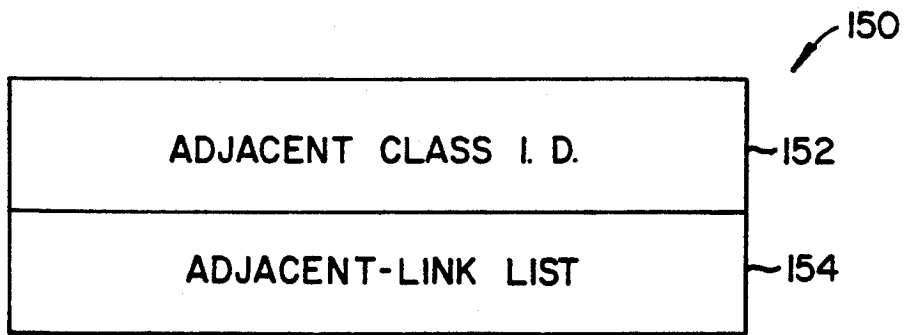 150
ADJACENT CLASS I. D.
152
ADJACENT-LINK LIST
154